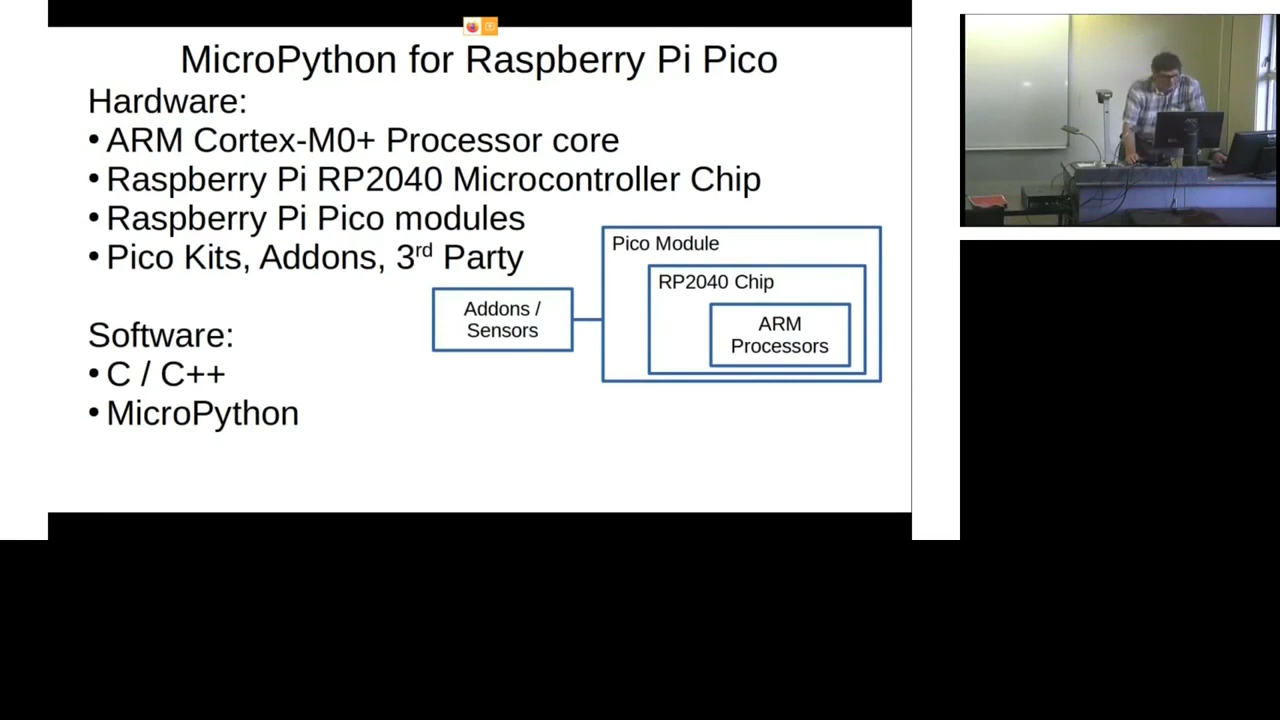 MicroPython for Raspberry Pi Pico
Hardware:
• ARM Cortex-M0+ Processor core
• Raspberry Pi RP2040 Microcontroller Chip
• Raspberry Pi Pico modules
• Pico Kits, Addons, 3rd Party
Software:
• C / C++
• MicroPython
Addons /
Sensors
Pico Module
RP2040 Chip
ARM
Processors